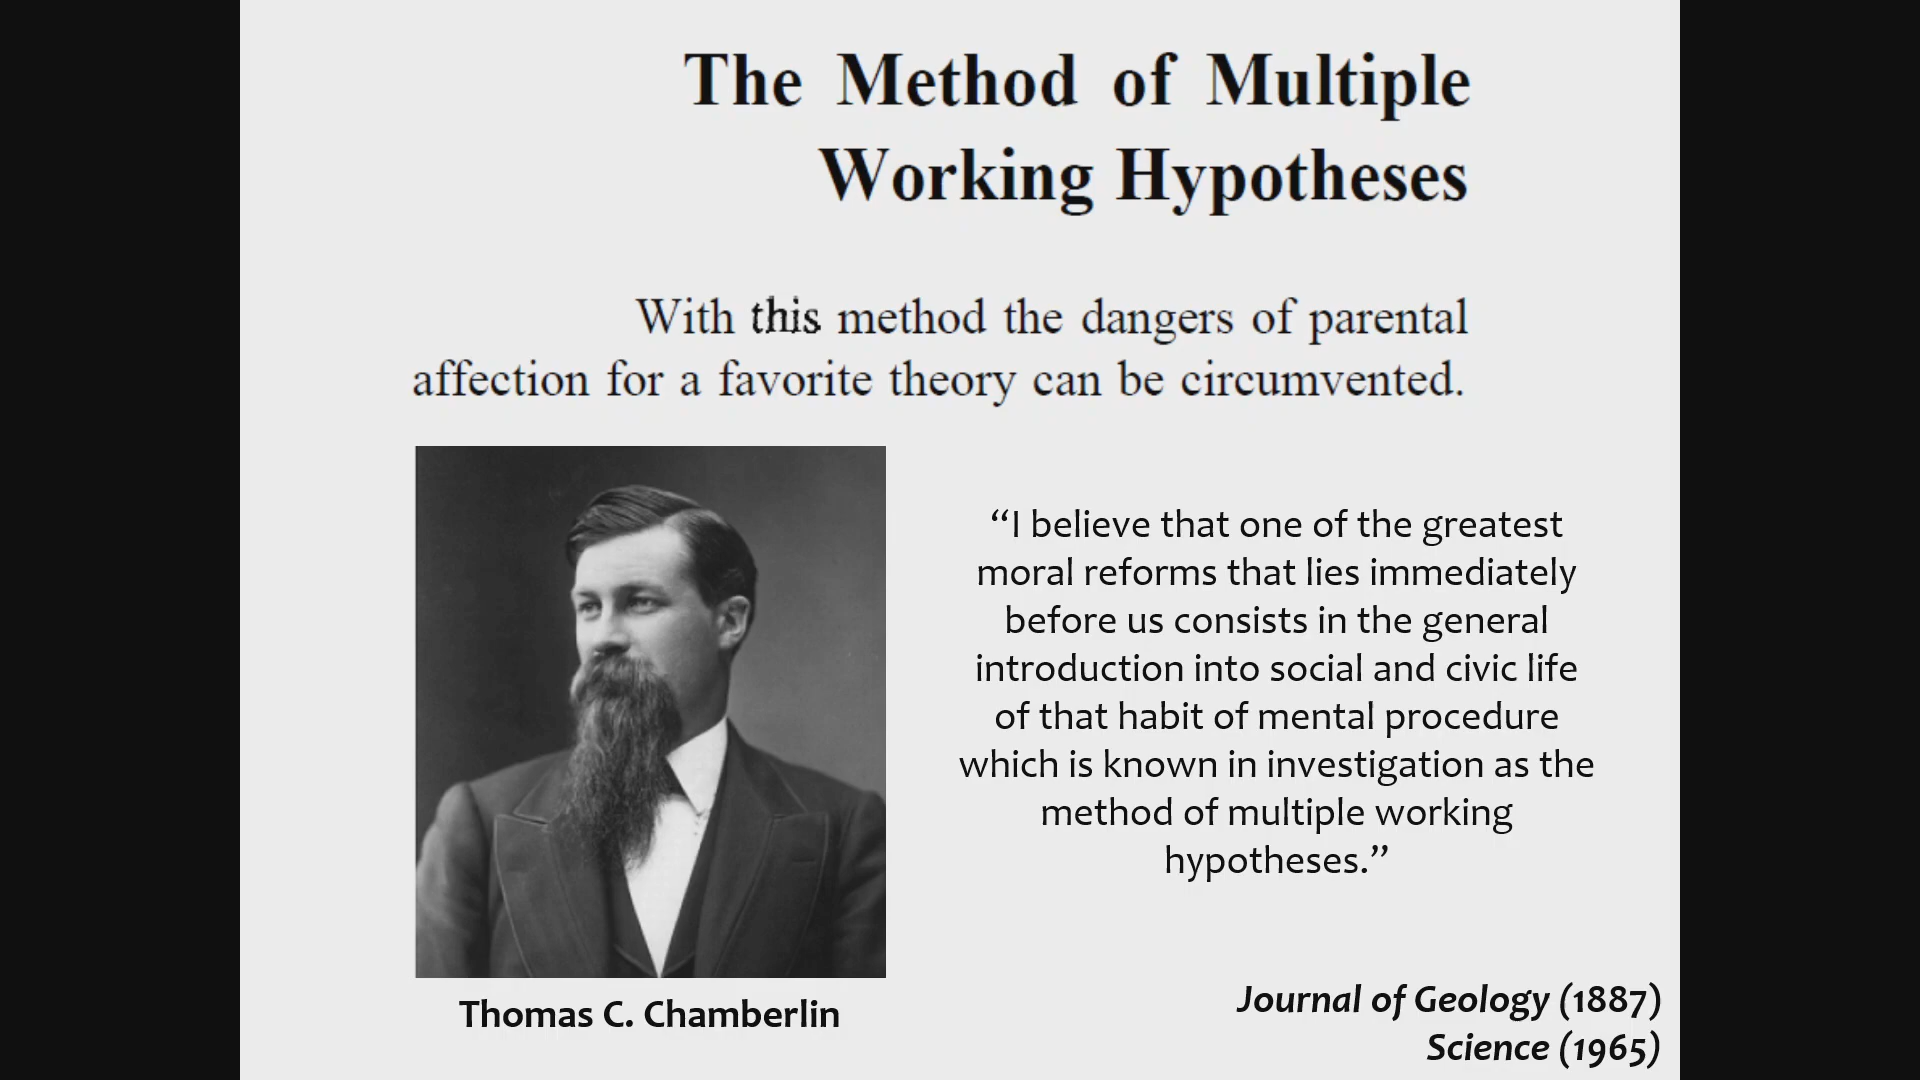 The Method of Multiple
Working Hypotheses
With this method the dangers of parental
affection for a favorite theory can be circumvented.
“I believe that one of the greatest
moral reforms that lies immediately
before us consists in the general
introduction into social and civic life
of that habit of mental procedure
which is known in investigation as the
method of multiple working
hypotheses.”
Thomas C. Chamberlin
Journal of Geology (1887)
Science (1965)